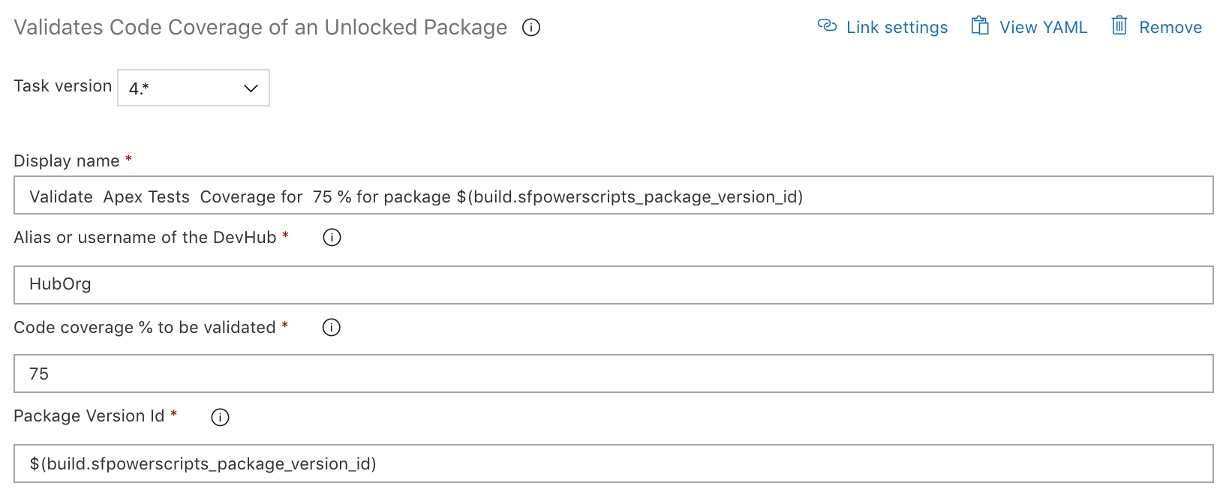 Validates Code Coverage of an Unlocked Package Link settings View YAML Remove
Task version 4.*
Display name *
Validate Apex Tests Coverage for 75 % for package $(build.sfpowerscripts_package_version_id)
Alias or username of the DevHub *
HubOrg
Code coverage % to be validated *
75
Package Version Id *
$(build.sfpowerscripts_package_version_id)